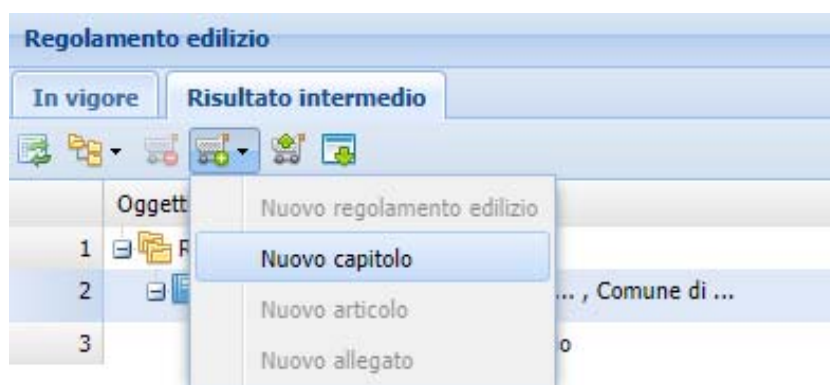 Regolamento edilizio
In vigore Risultato intermedio
Oggett
Nuovo regolamento edilizio
1 R
Nuovo capitolo
2 ... , Comune di ...
Nuovo articolo
3 o
Nuovo allegato